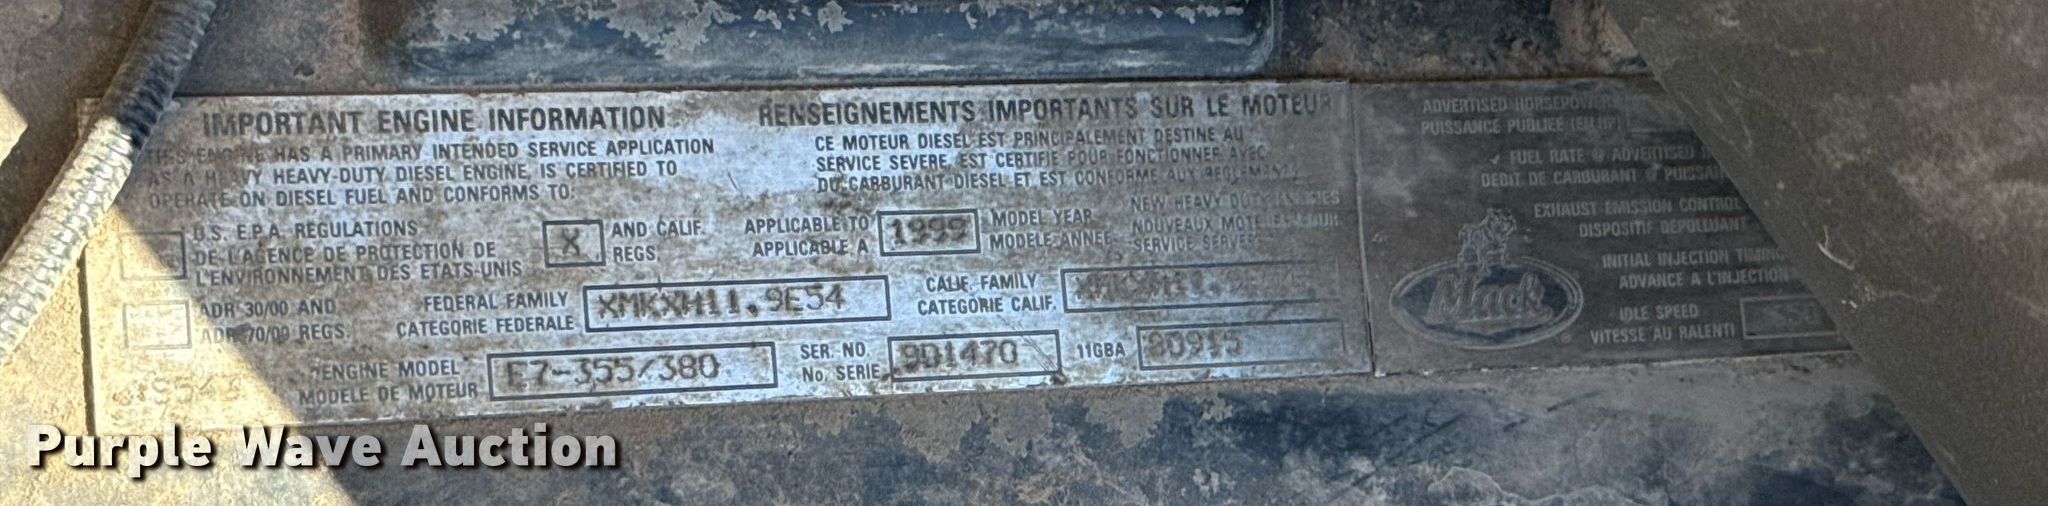 IMPORTANT ENGINE INFORMATION
THIS ENGINE HAS A PRIMARY INTENDED SERVICE APPLICATION
AS A HEAVY HEAVY-DUTY DIESEL ENGINE, IS CERTIFIED TO
OPERATE ON DIESEL FUEL AND CONFORMS TO:
RENSEIGNEMENTS IMPORTANTS SUR LE MOTEUR
CE MOTEUR DIESEL EST PRINCIPALEMENT DESTINE AU
SERVICE SEVERE, EST CERTIFIE POUR FONCTIONNER AVEC
DU CARBURANT DIESEL ET EST CONFORME AUX
U.S. E.P.A. REGULATIONS
DE L'AGENCE DE PROTECTION DE
L'ENVIRONNEMENT DES ETATS-UNIS
X
AND CALIF.
REGS.
APPLICABLE TO
APPLICABLE A
1999
MODEL YEAR
MODELE ANNEE
NEW HEAVY DUTY
NOUVEAUX
SERVICE
ADR 30/00 AND
ADR 70/00 REGS.
FEDERAL FAMILY
CATEGORIE FEDERALE
XMKXH11.9E54
CALIF. FAMILY
CATEGORIE CALIF.
ENGINE MODEL
MODELE DE MOTEUR
E7-355/380
SER. NO.
No. SERIE
9D1470
11GBA
80915
ADVERTISED HORSEPOWER
PUISSANCE PUBLIEE (EN HP)
FUEL RATE @ ADVERTISED
DEBIT DE CARBURANT @
EXHAUST EMISSION CONTROL
DISPOSITIF DEPOLLUANT
INITIAL INJECTION
ADVANCE A L'INJECTION
IDLE SPEED
VITESSE AU RALENTI
Mack
®
Purple Wave Auction